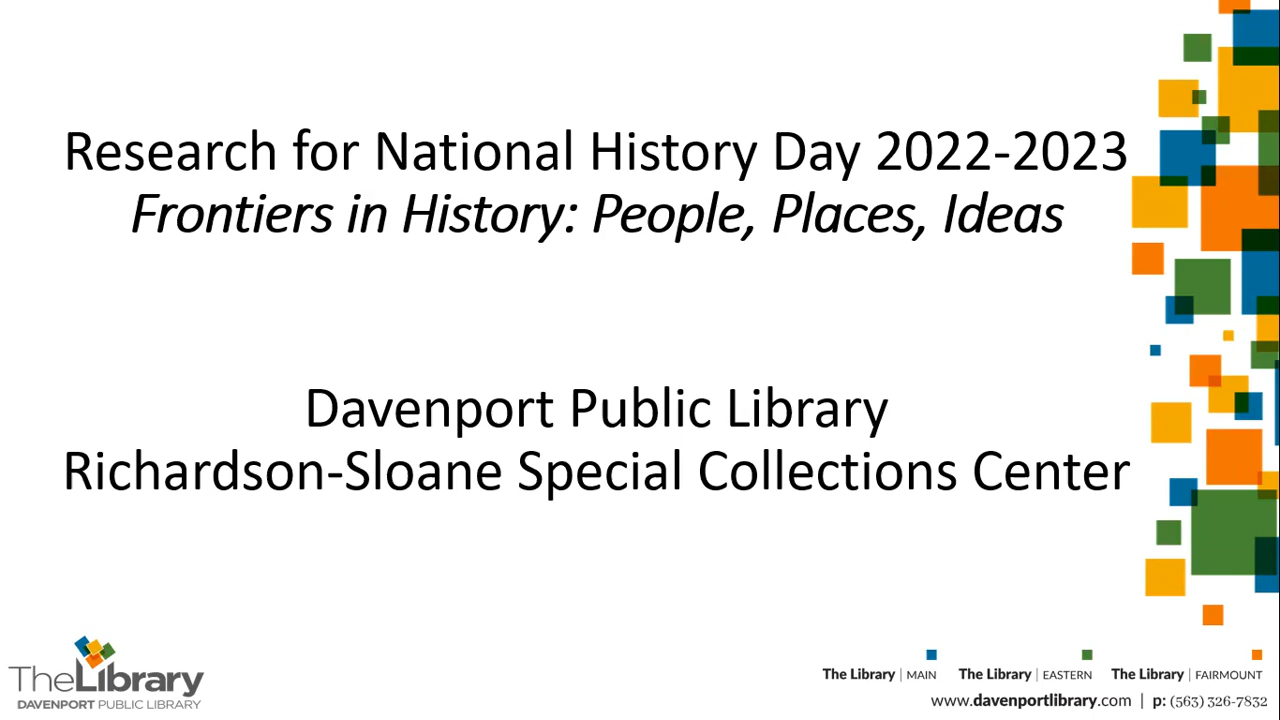 Research for National History Day 2022-2023
Frontiers in History: People, Places, Ideas
Davenport Public Library
Richardson-Sloane Special Collections Center
TheLibrary
DAVENPORT PUBLIC LIBRARY
The Library | MAIN The Library | EASTERN The Library | FAIRMOUNT
www.davenportlibrary.com | p: (563) 326-7832